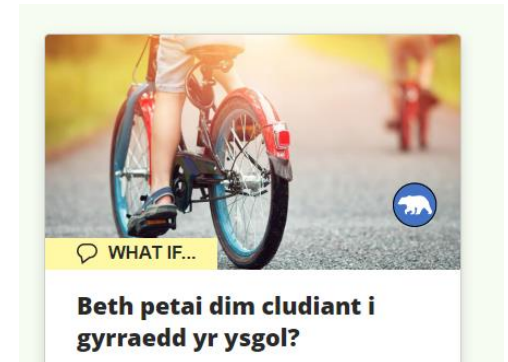 WHAT IF...
Beth petai dim cludiant i
gyrraedd yr ysgol?